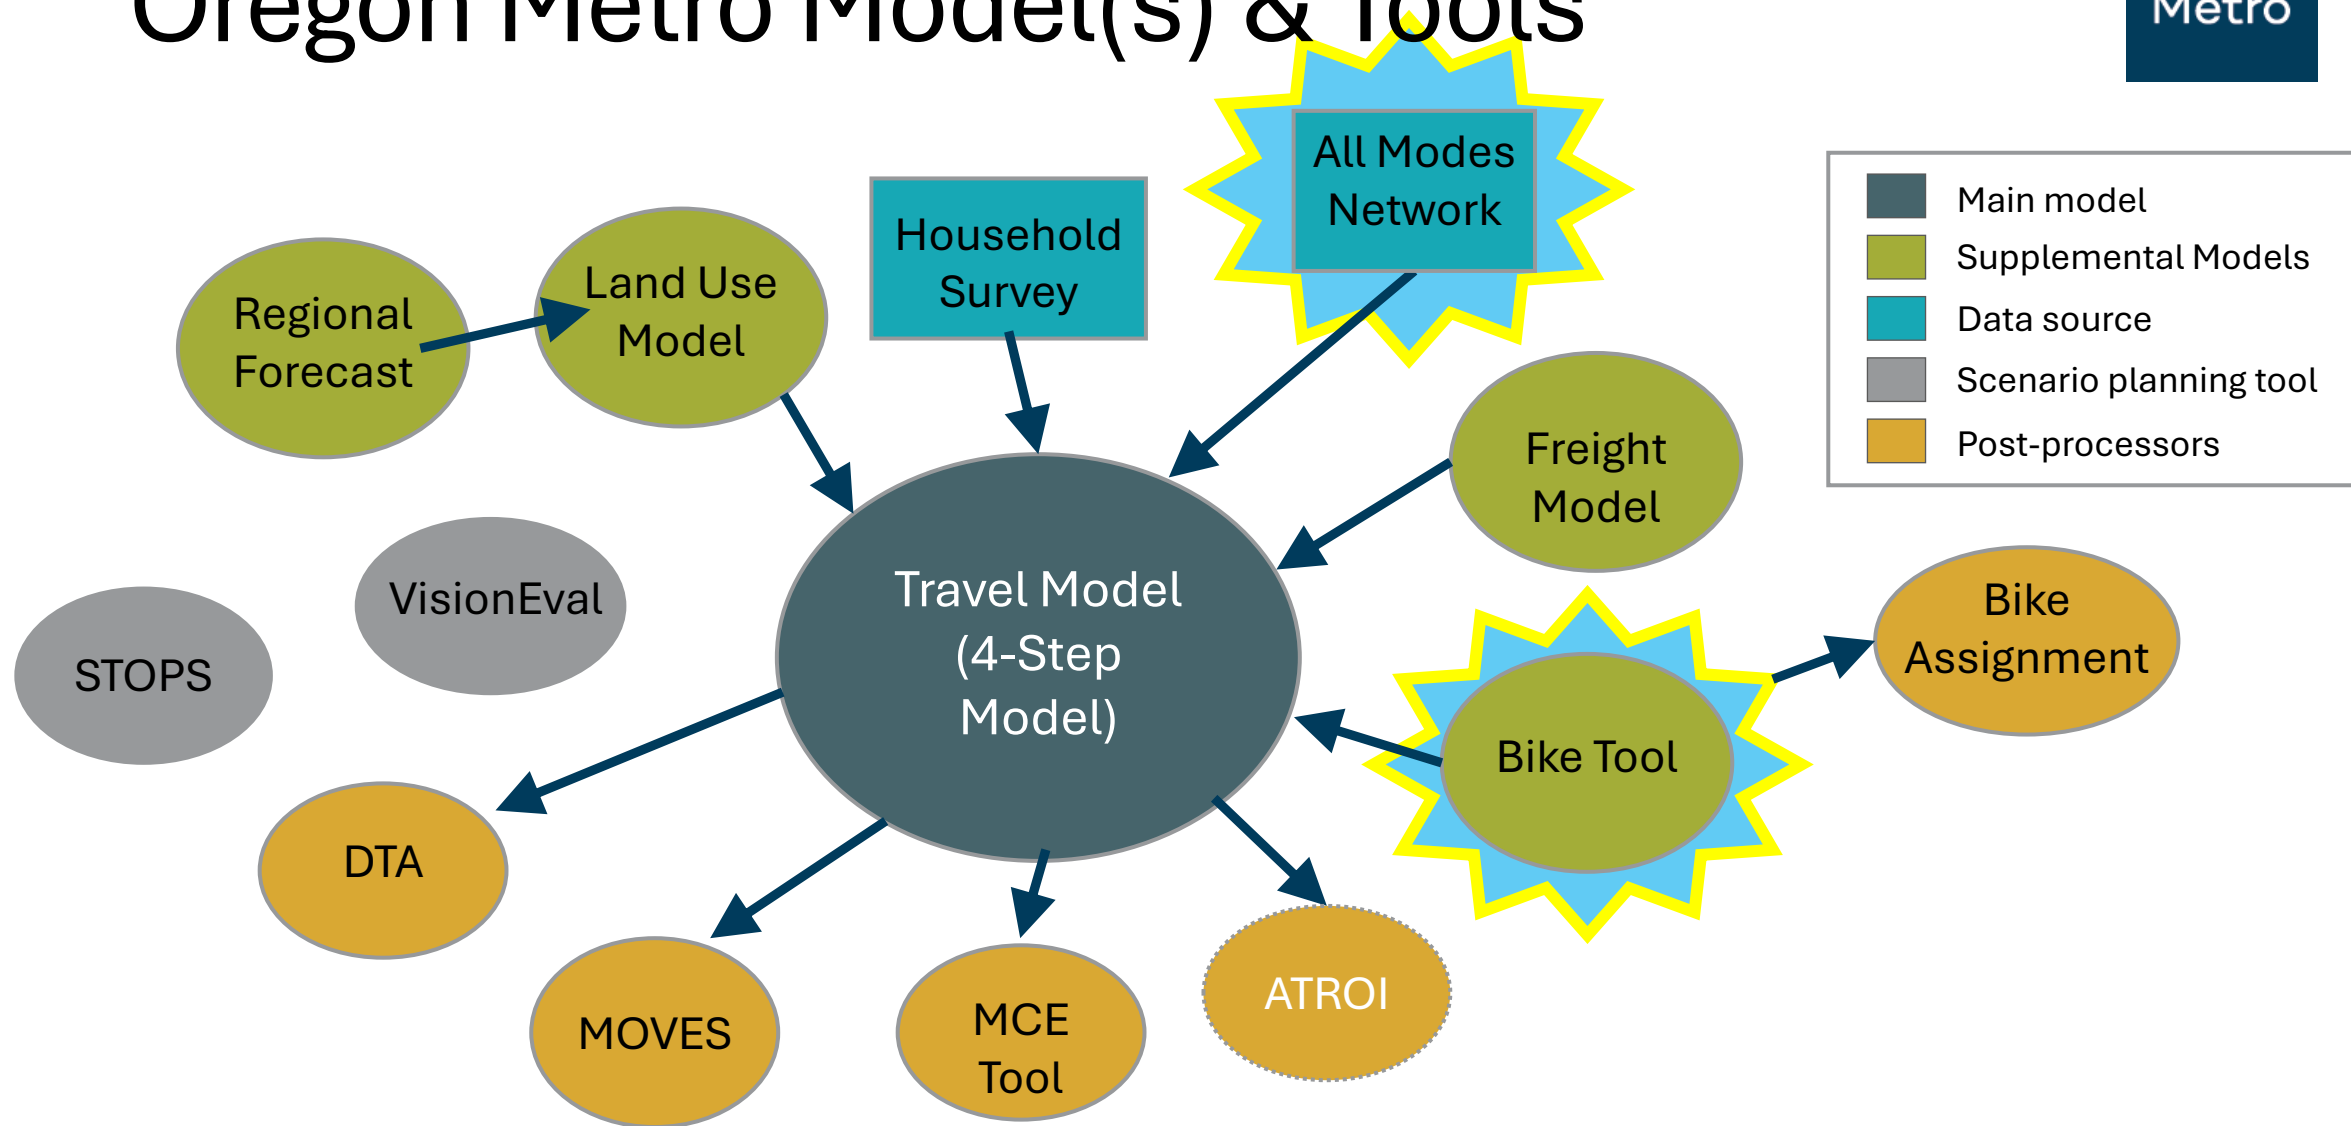 Oregon Metro Model(s) & Tools
Metro
All Modes
Network
Household
Survey
Land Use
Model
Regional
Forecast
Main model
Supplemental Models
Data source
Scenario planning tool
Post-processors
Freight
Model
Travel Model
(4-Step
Model)
VisionEval
STOPS
Bike
Assignment
Bike Tool
DTA
MOVES
MCE
Tool
ATROI